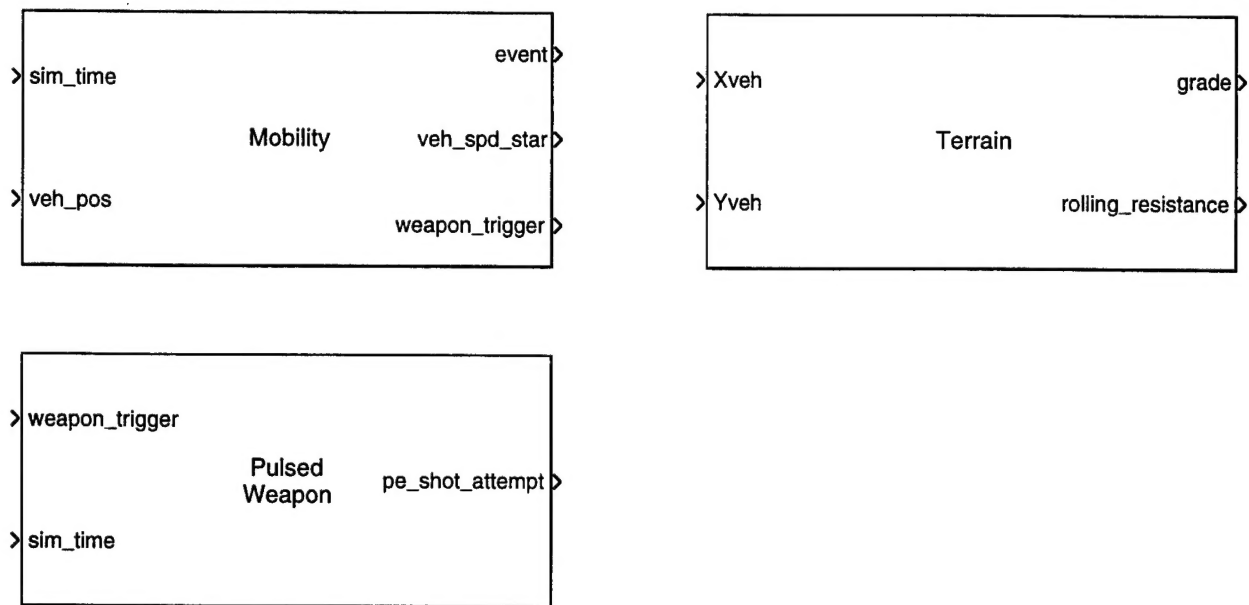 event
sim_time
Mobility
veh_spd_star
veh_pos
weapon_trigger
Xveh
grade
Terrain
Yveh
rolling_resistance
weapon_trigger
Pulsed
Weapon
pe_shot_attempt
sim_time